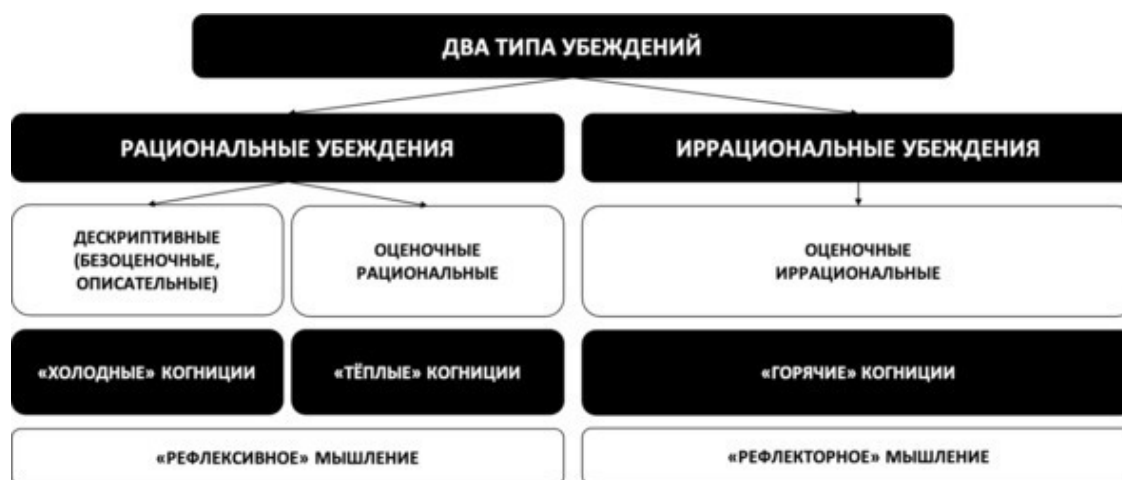 ДВА ТИПА УБЕЖДЕНИЙ
РАЦИОНАЛЬНЫЕ УБЕЖДЕНИЯ
ИРРАЦИОНАЛЬНЫЕ УБЕЖДЕНИЯ
ДЕСКРИПТИВНЫЕ
(БЕЗОЦЕНОЧНЫЕ,
ОПИСАТЕЛЬНЫЕ)
ОЦЕНОЧНЫЕ
РАЦИОНАЛЬНЫЕ
ОЦЕНОЧНЫЕ
ИРРАЦИОНАЛЬНЫЕ
«ХОЛОДНЫЕ» КОГНИЦИИ
«ТЁПЛЫЕ» КОГНИЦИИ
«ГОРЯЧИЕ» КОГНИЦИИ
«РЕФЛЕКСИВНОЕ» МЫШЛЕНИЕ
«РЕФЛЕКТОРНОЕ» МЫШЛЕНИЕ